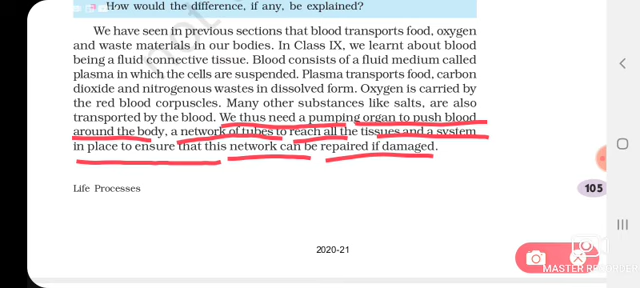 How would the difference, if any, be explained?
We have seen in previous sections that blood transports food, oxygen
and waste materials in our bodies. In Class IX, we learnt about blood
being a fluid connective tissue. Blood consists of a fluid medium called
plasma in which the cells are suspended. Plasma transports food, carbon
dioxide and nitrogenous wastes in dissolved form. Oxygen is carried by
the red blood corpuscles. Many other substances like salts, are also
transported by the blood. We thus need a pumping organ to push blood
around the body, a network of tubes to reach all the tissues and a system
in place to ensure that this network can be repaired if damaged.
Life Processes
105
2020-21
MASTER RECORDER